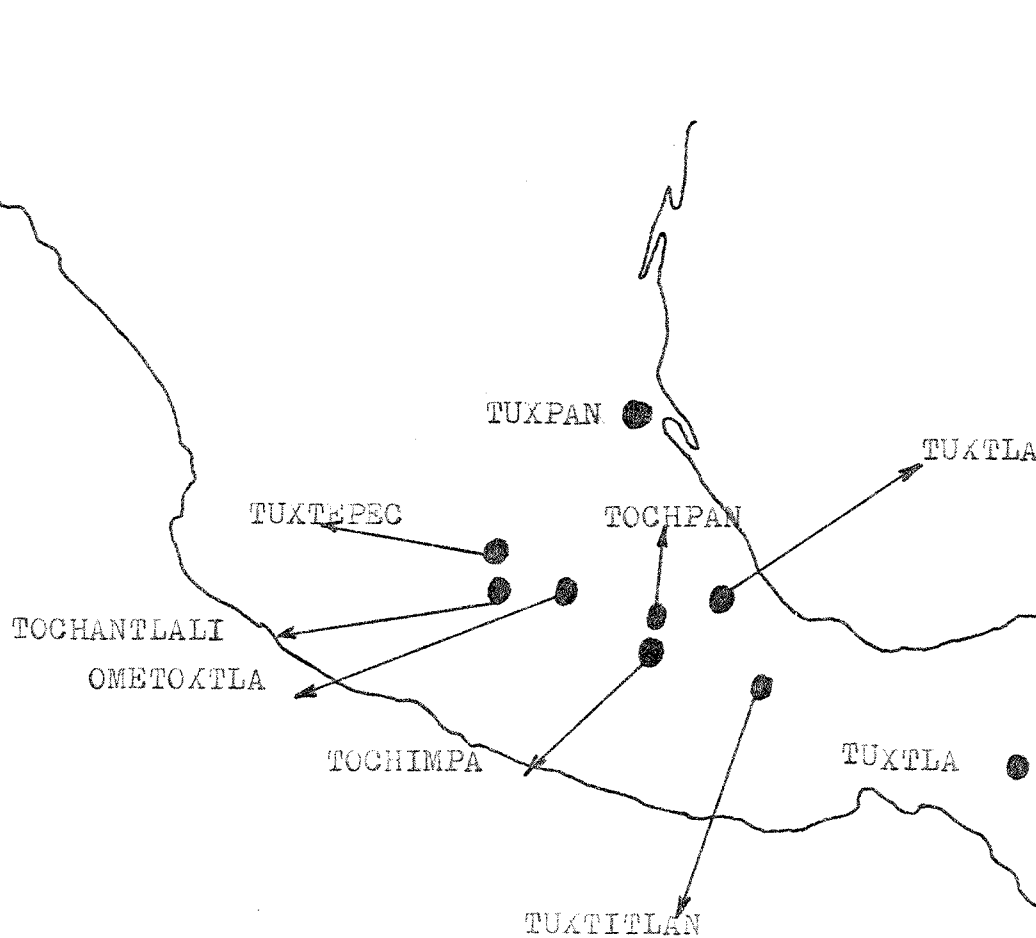 TUXPAN
TUXTLA
TUXTEPEC
TOCHPAN
TOCHANTLALI
OMETOXTLA
TOCHIMPA
TUXTLA
TUXTITLAN